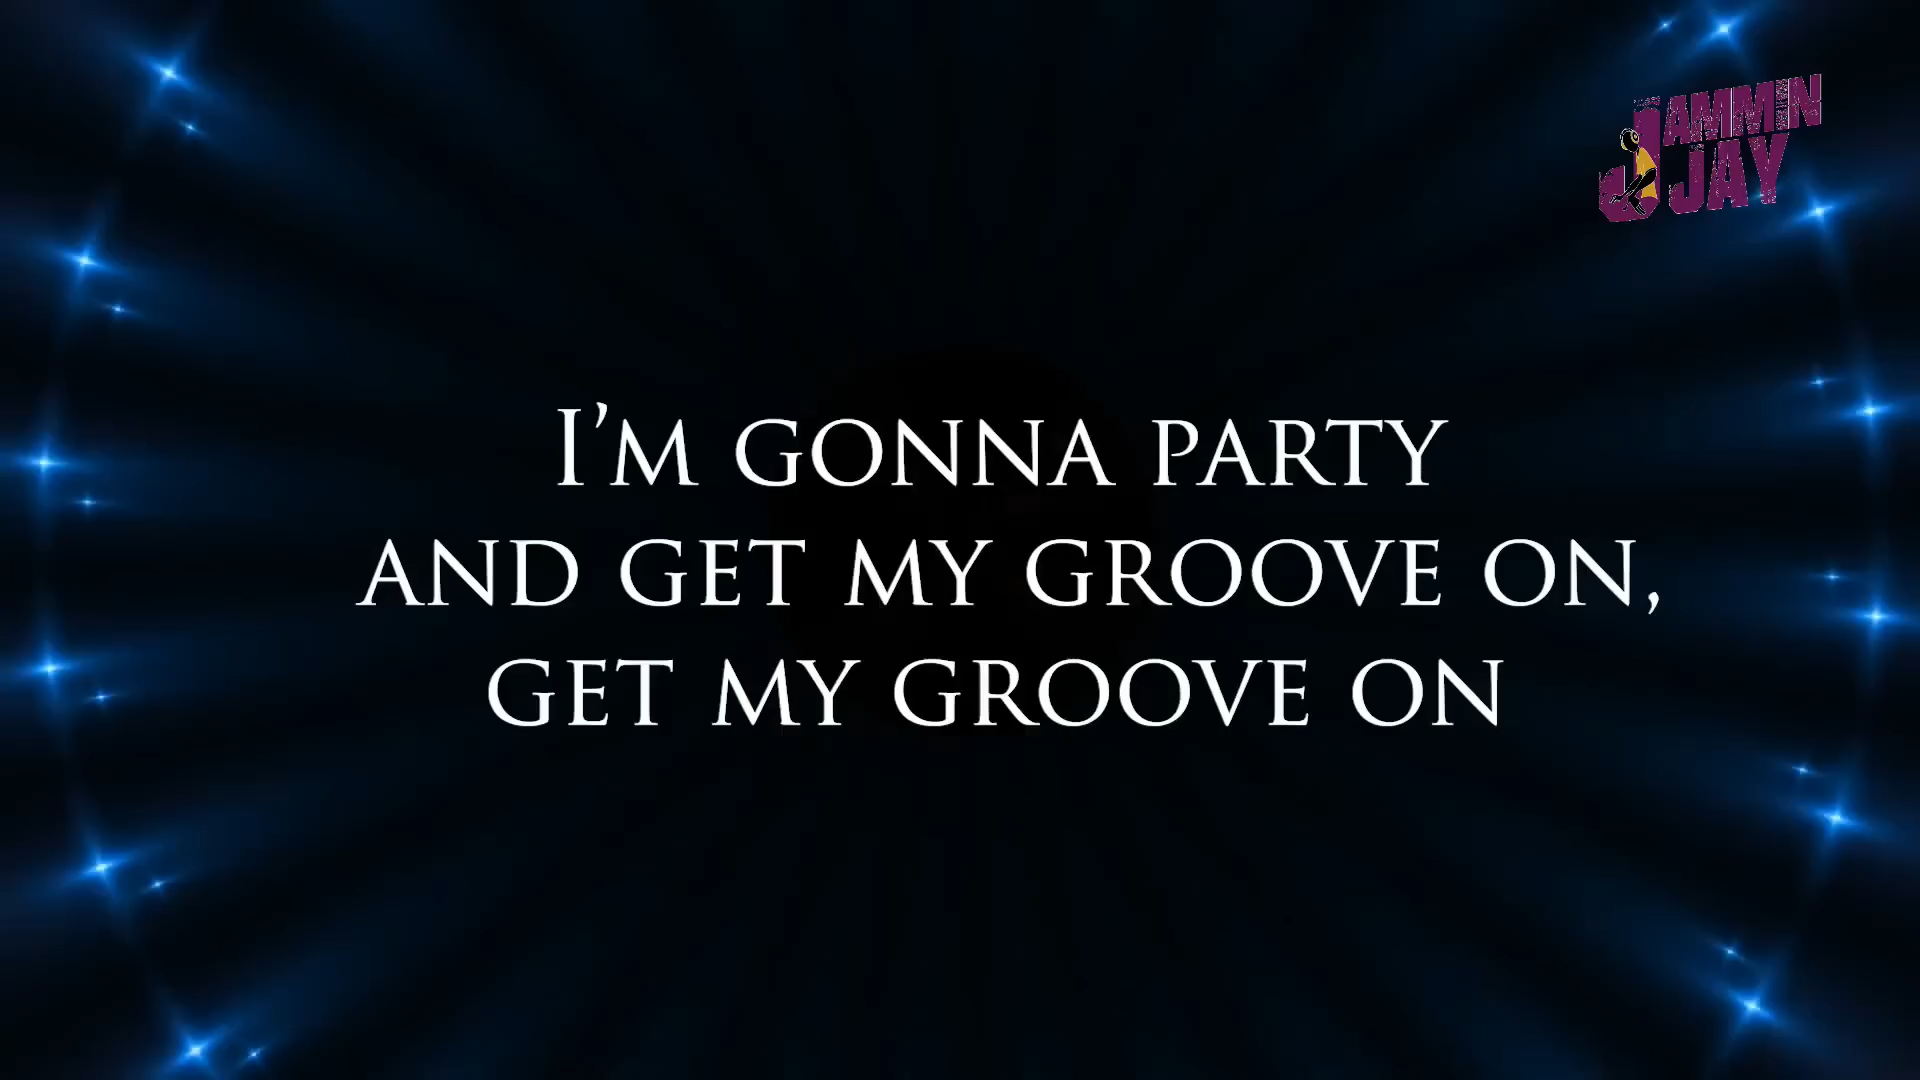 JAMMIN
JAY
I’M GONNA PARTY
AND GET MY GROOVE ON,
GET MY GROOVE ON